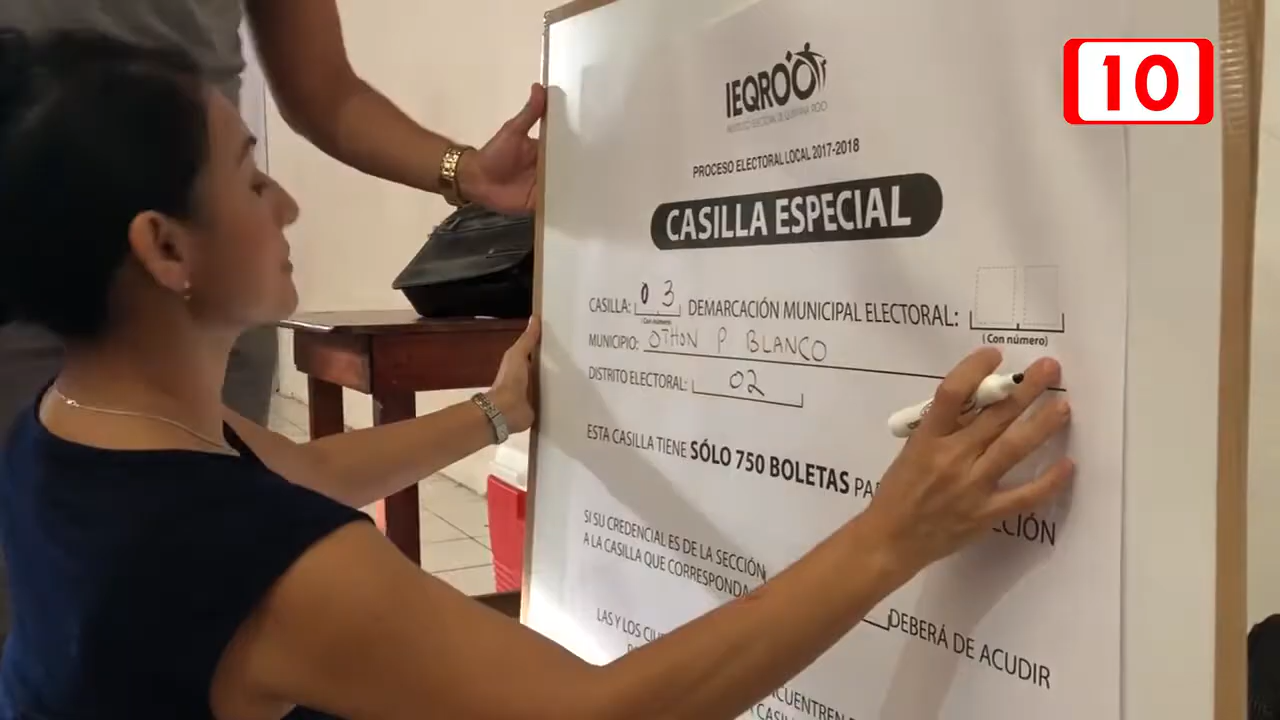 10
IEQROO
INSTITUTO ELECTORAL DE QUINTANA ROO
PROCESO ELECTORAL LOCAL 2017-2018
CASILLA ESPECIAL
CASILLA: 03 DEMARCACIÓN MUNICIPAL ELECTORAL:
(Con número) (Con número)
MUNICIPIO: OTHON P BLANCO
DISTRITO ELECTORAL: 02
ESTA CASILLA TIENE SÓLO 750 BOLETAS
SI SU CREDENCIAL ES DE LA SECCIÓN
A LA CASILLA QUE CORRESPONDA
DEBERÁ DE ACUDIR
LAS Y LOS